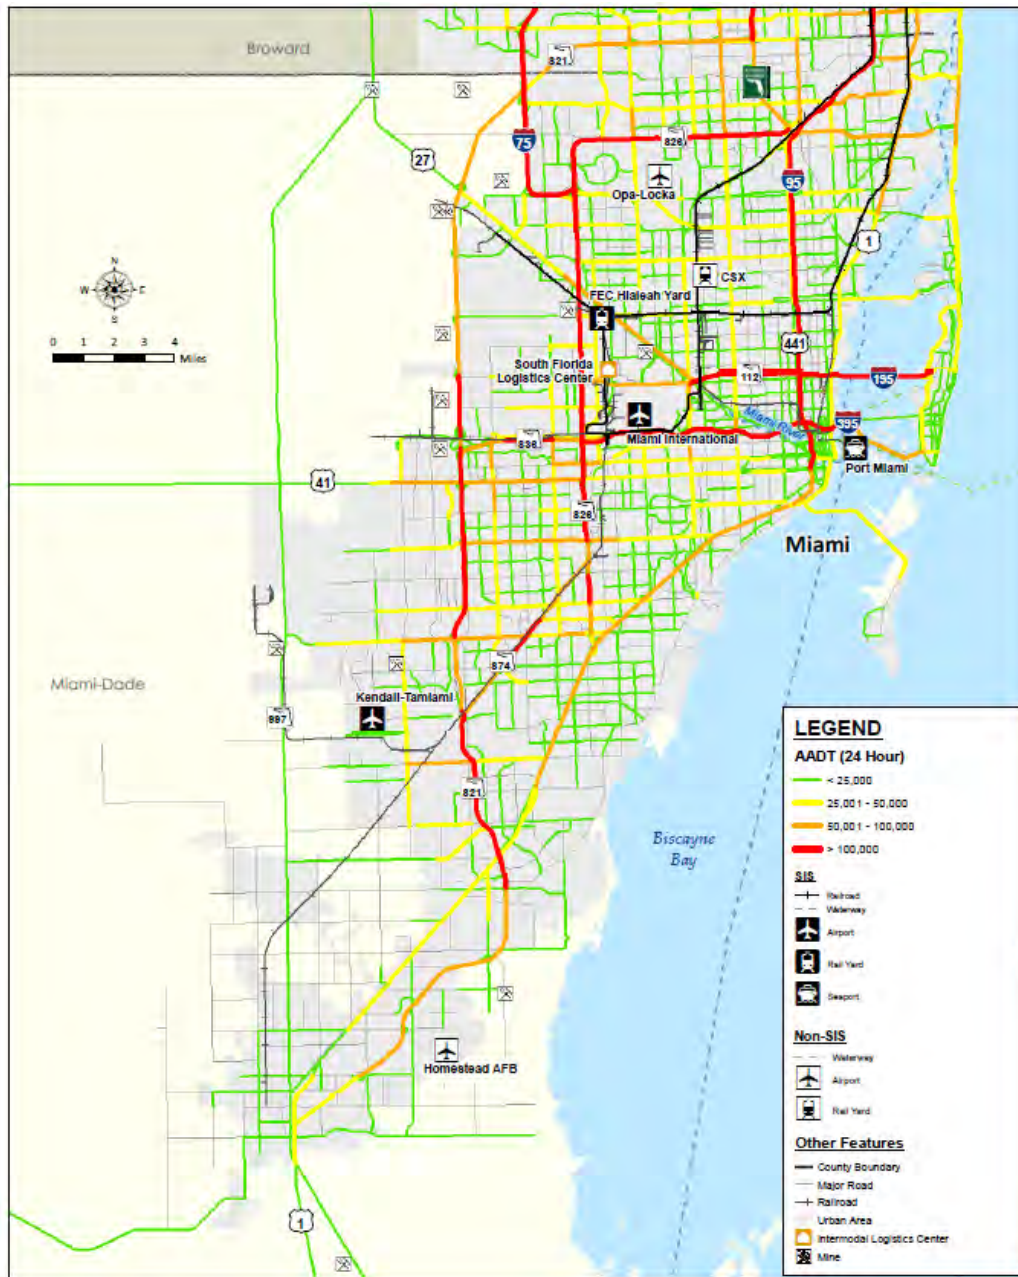 Broward
821
75
826
27
95
Opa-Locka
1
N
W E
S
CSX
FEC Hialeah Yard
0 1 2 3 4
Miles
441
South Florida
Logistics Center
112
195
Miami River
395
836
Miami International
Port Miami
41
826
Miami
874
Miami-Dade
Kendall-Tamiami
997
821
Biscayne
Bay
Homestead AFB
1
LEGEND
AADT (24 Hour)
< 25,000
25,001 - 50,000
50,001 - 100,000
> 100,000
SIS
Railroad
Waterway
Airport
Rail Yard
Seaport
Non-SIS
Waterway
Airport
Rail Yard
Other Features
County Boundary
Major Road
Railroad
Urban Area
Intermodal Logistics Center
Mine